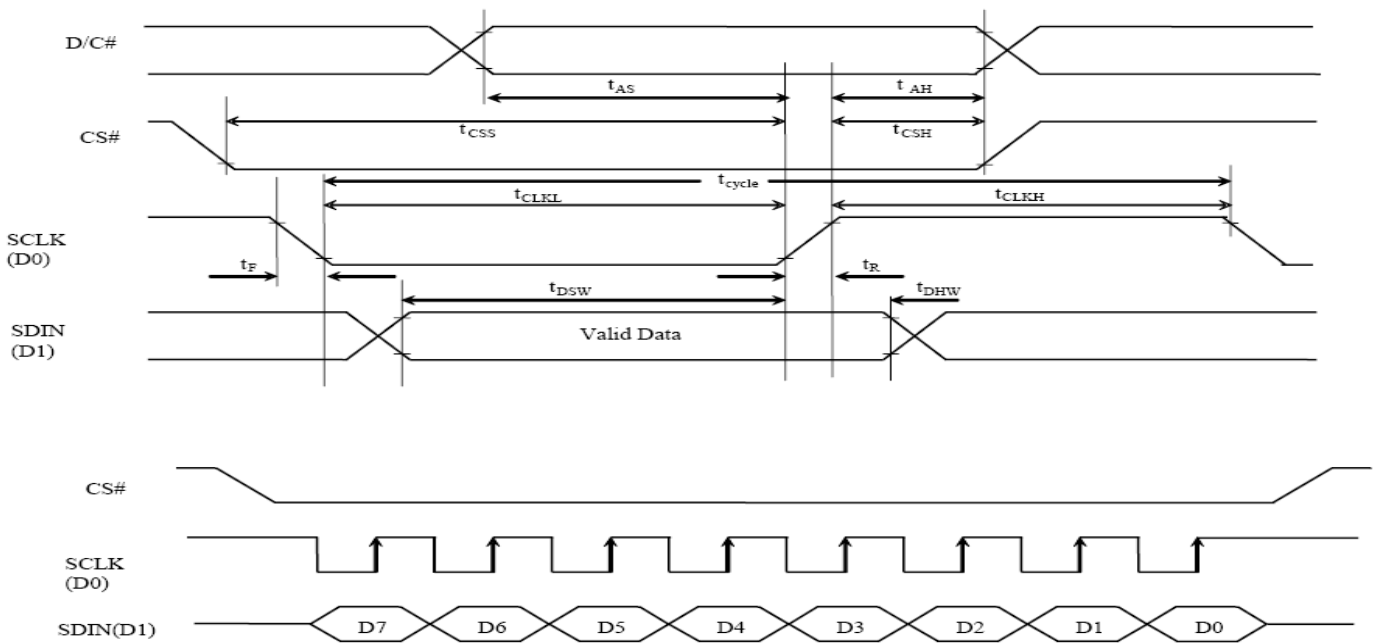 D/C#
tAS
t AH
CS#
tCSS
tCSH
tcycle
tCLKL
tCLKH
SCLK
(D0)
tF
tR
tDSW
tDHW
SDIN
(D1)
Valid Data
CS#
SCLK
(D0)
SDIN(D1) D7 D6 D5 D4 D3 D2 D1 D0